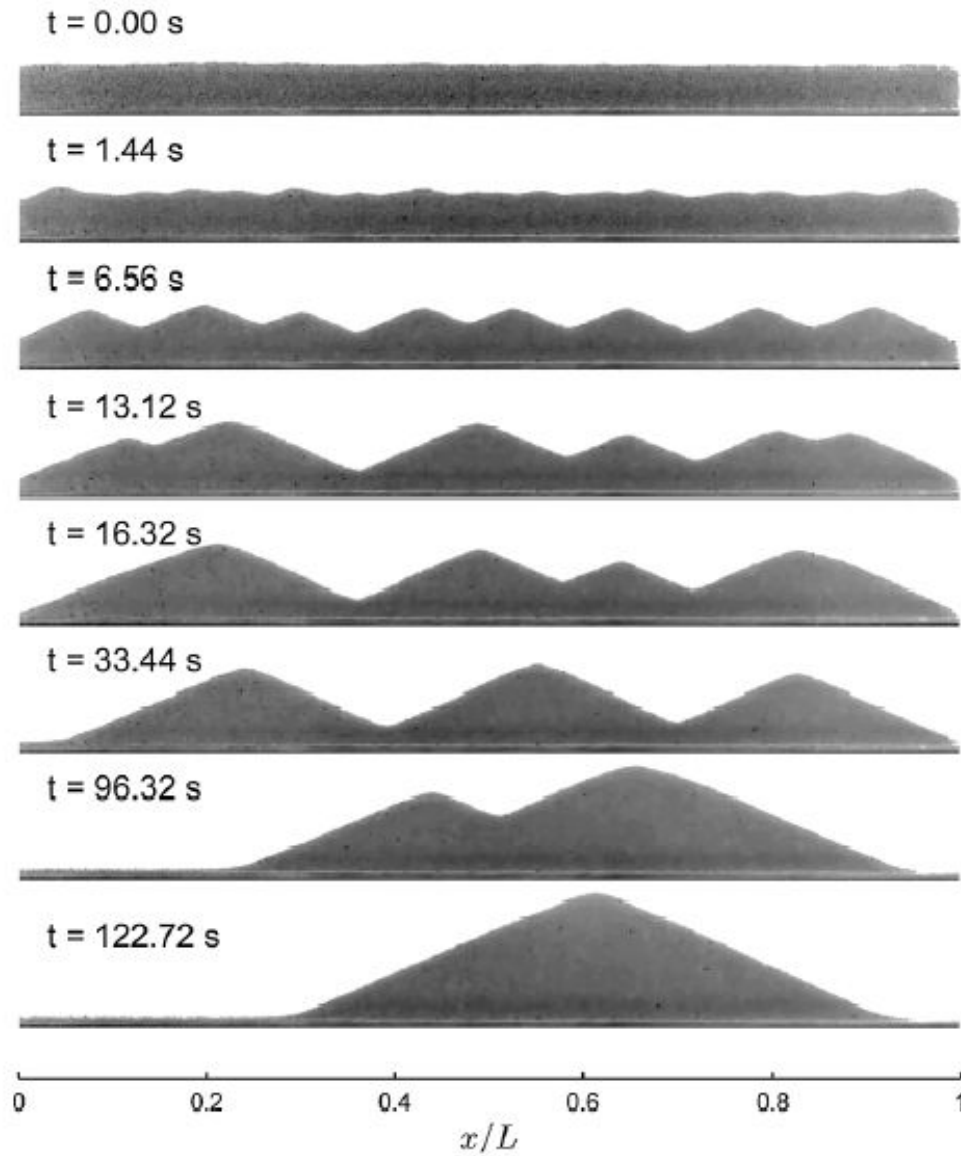 t = 0.00 s
t = 1.44 s
t = 6.56 s
t = 13.12 s
t = 16.32 s
t = 33.44 s
t = 96.32 s
t = 122.72 s
0 0.2 0.4 0.6 0.8 1
x/L